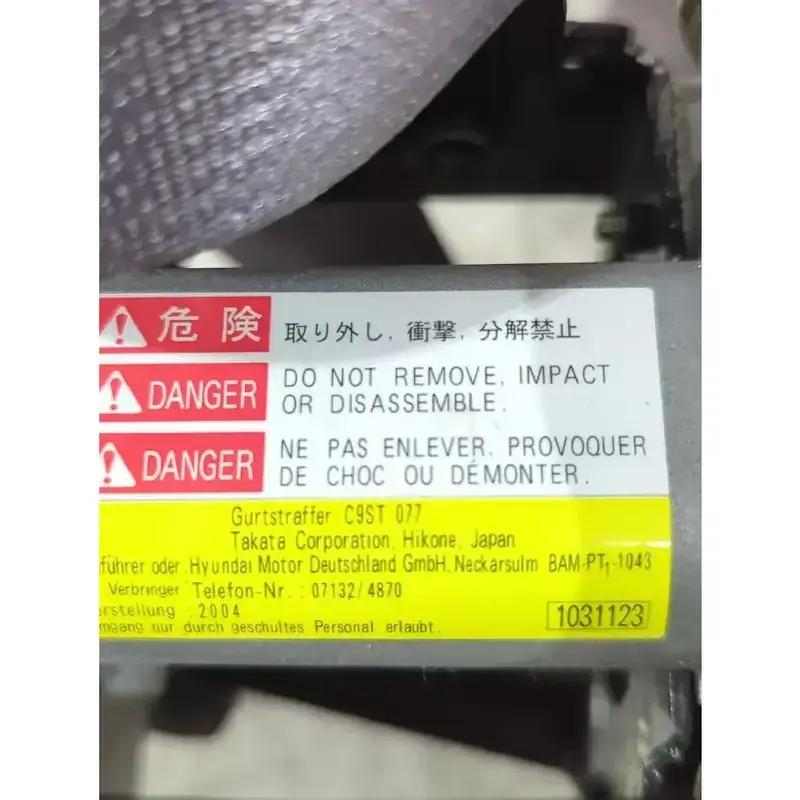 危険 取り外し, 衝撃, 分解禁止
DANGER DO NOT REMOVE, IMPACT
OR DISASSEMBLE.
DANGER NE PAS ENLEVER, PROVOQUER
DE CHOC OU DÉMONTER.
Gurtstraffer C9ST 077
Takata Corporation, Hikone, Japan
führer oder Hyundai Motor Deutschland GmbH, Neckarsulm BAM-PT1-1043
Verbringer Telefon-Nr.: 07132/4870
erstellung :2004 1031123
mgang nur durch geschultes Personal erlaubt.